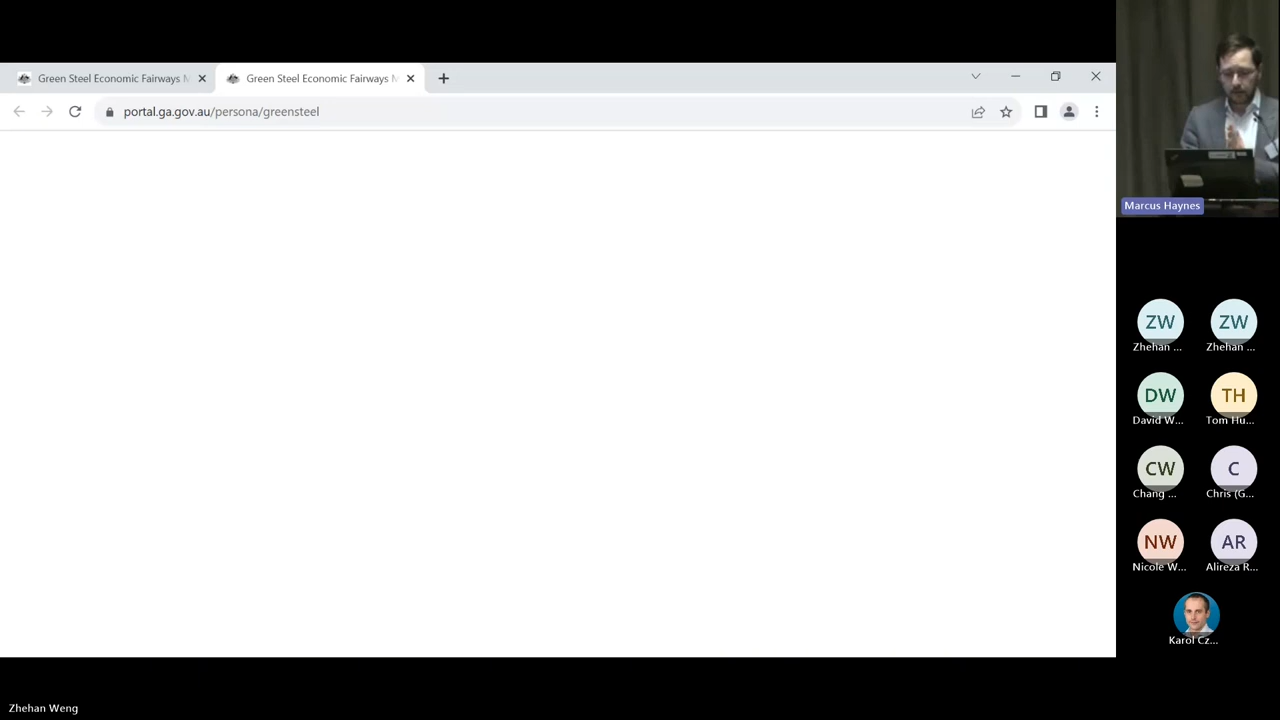 Green Steel Economic Fairways M
Green Steel Economic Fairways M
portal.ga.gov.au/persona/greensteel
Marcus Haynes
ZW
Zhehan ...
ZW
Zhehan ...
DW
David W...
TH
Tom Hu...
CW
Chang ...
C
Chris (G...
NW
Nicole W...
AR
Alireza R...
Karol Cz...
Zhehan Weng